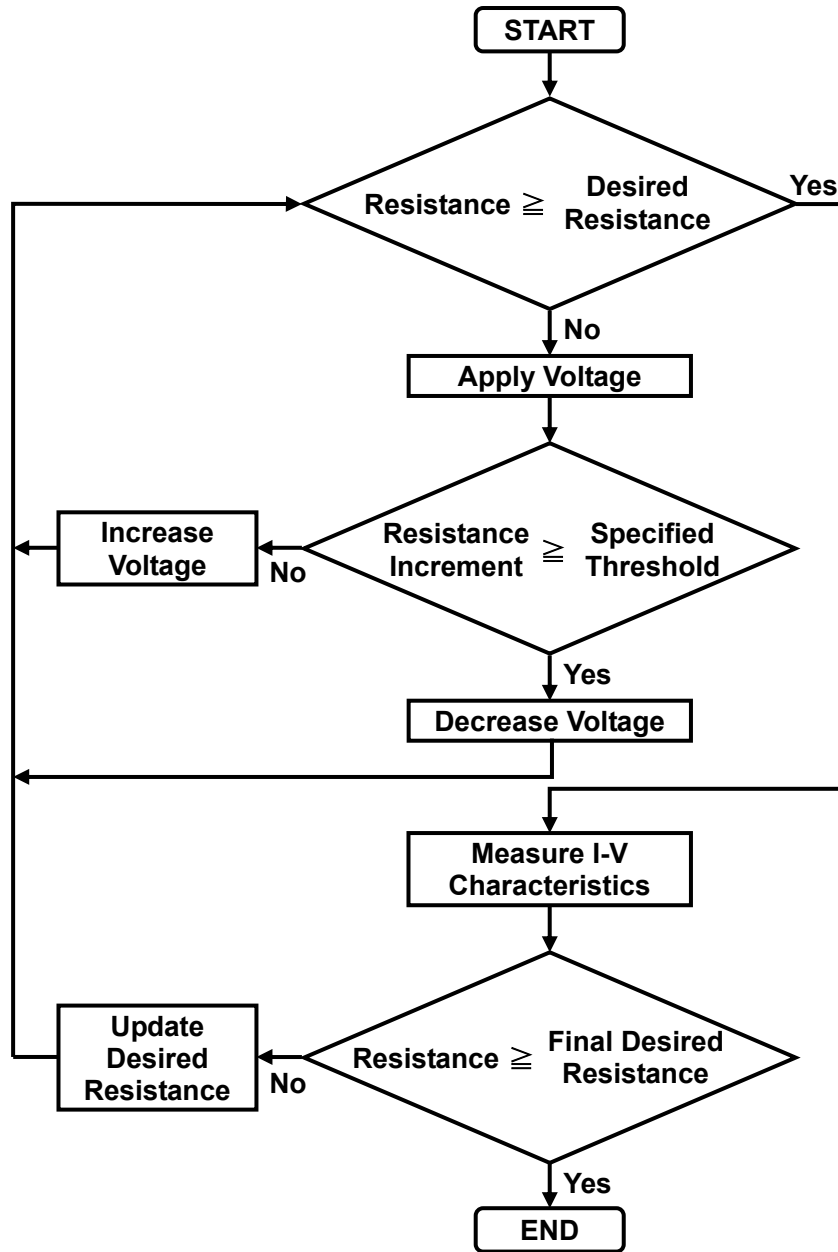 START
Resistance ≧ Desired
Resistance
Yes
No
Apply Voltage
Resistance
Increment ≧ Specified
Threshold
Increase
Voltage
No
Yes
Decrease Voltage
Measure I-V
Characteristics
Resistance ≧ Final Desired
Resistance
Update
Desired
Resistance
No
Yes
END